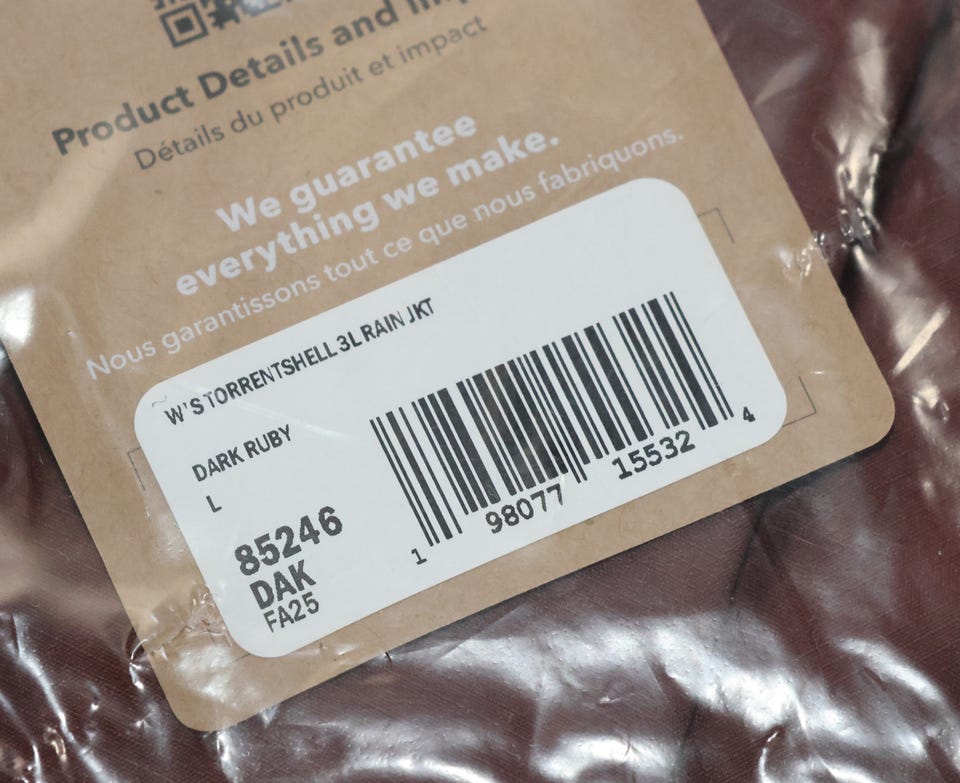 Product Details and
Détails du produit et impact
We guarantee
everything we make.
Nous garantissons tout ce que nous fabriquons.
W'S TORRENTSHELL 3L RAIN JKT
DARK RUBY
L
85246
DAK
FA25
1 98077 15532 4